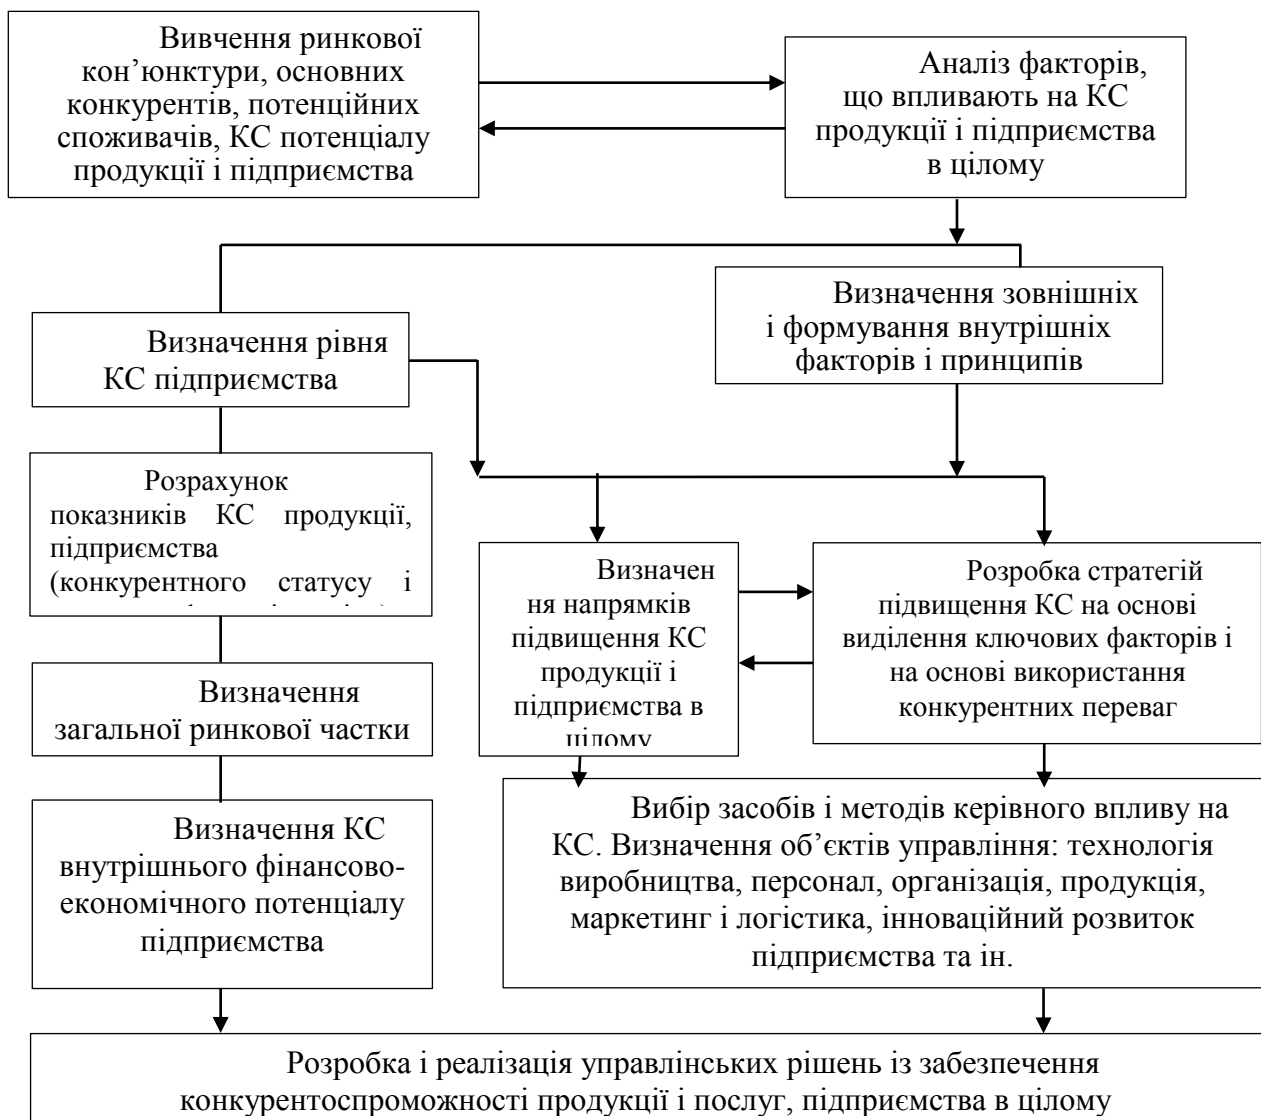 Вивчення ринкової
кон’юнктури, основних
конкурентів, потенційних
споживачів, КС потенціалу
продукції і підприємства
Аналіз факторів,
що впливають на КС
продукції і підприємства
в цілому
Визначення зовнішніх
і формування внутрішніх
факторів і принципів
Визначення рівня
КС підприємства
Розрахунок
показників КС продукції,
підприємства
(конкурентного статусу і
Визначен
ня напрямків
підвищення КС
продукції і
підприємства в
цілому
Розробка стратегій
підвищення КС на основі
виділення ключових факторів і
на основі використання
конкурентних переваг
Визначення
загальної ринкової частки
Визначення КС
внутрішнього фінансово-
економічного потенціалу
підприємства
Вибір засобів і методів керівного впливу на
КС. Визначення об’єктів управління: технологія
виробництва, персонал, організація, продукція,
маркетинг і логістика, інноваційний розвиток
підприємства та ін.
Розробка і реалізація управлінських рішень із забезпечення
конкурентоспроможності продукції і послуг, підприємства в цілому